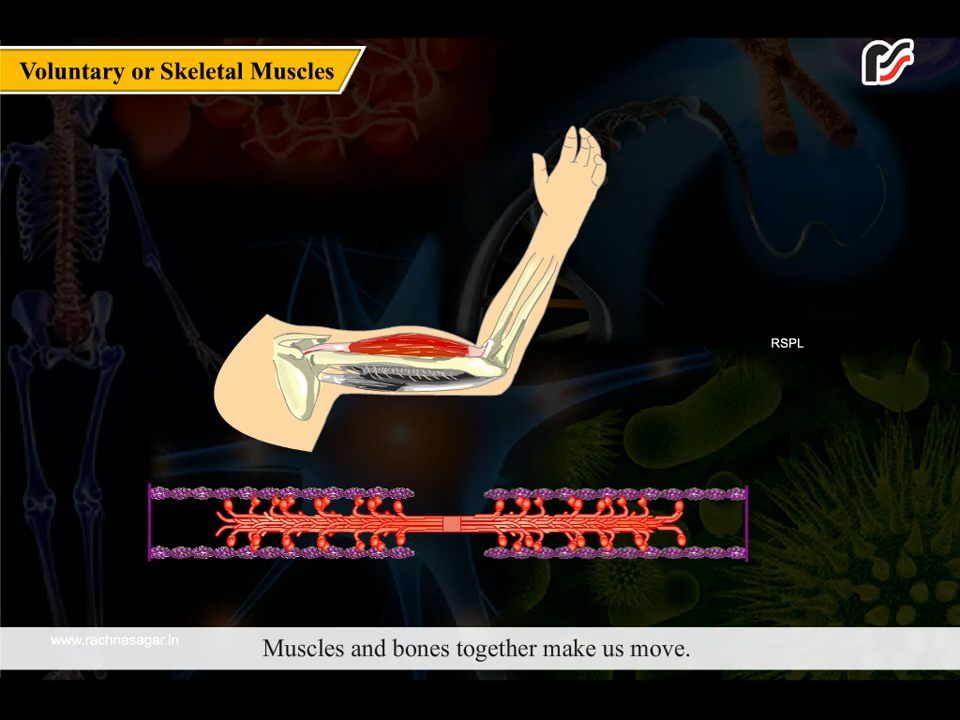 Voluntary or Skeletal Muscles
RSPL
www.rachnasagar.in
Muscles and bones together make us move.